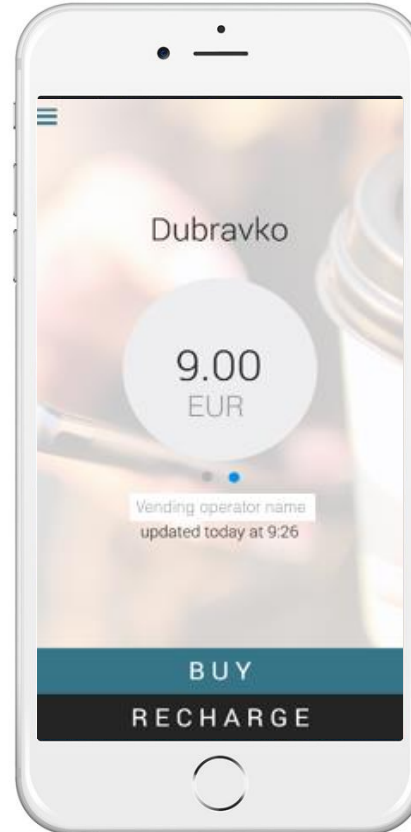 Dubravko
9.00
EUR
Vending operator name
updated today at 9:26
BUY
RECHARGE